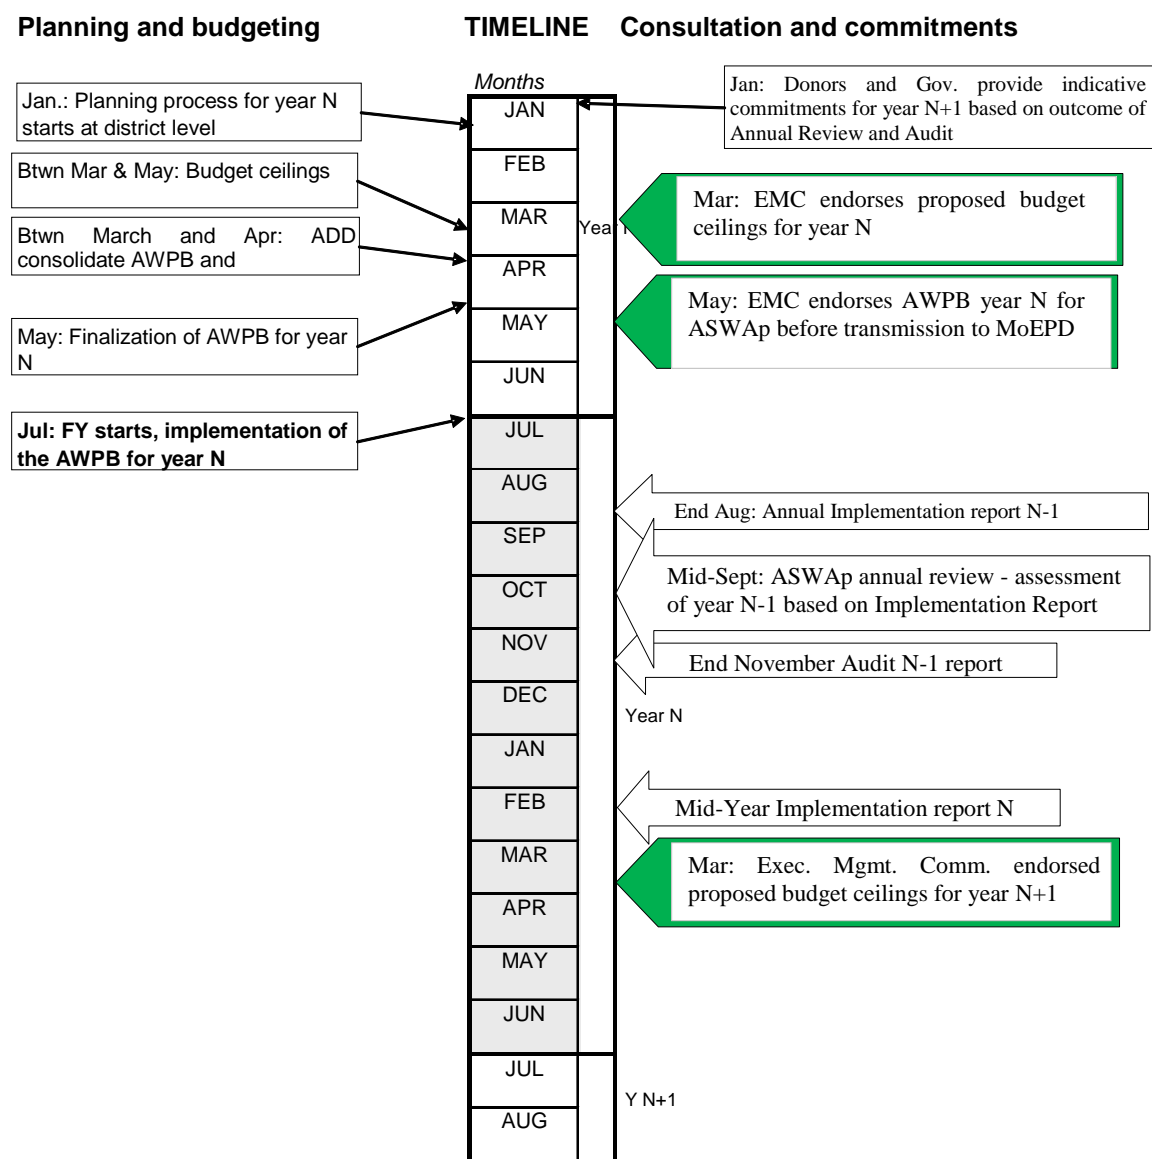 Planning and budgeting
TIMELINE
Consultation and commitments
Months
Jan.: Planning process for year N
starts at district level
Btwn Mar & May: Budget ceilings
Btwn March and Apr: ADD
consolidate AWPB and
May: Finalization of AWPB for year
N
Jul: FY starts, implementation of
the AWPB for year N
JAN
FEB
MAR
APR
MAY
JUN
JUL
AUG
SEP
OCT
NOV
DEC
JAN
FEB
MAR
APR
MAY
JUN
JUL
AUG
Year
Year N
Y N+1
Jan: Donors and Gov. provide indicative
commitments for year N+1 based on outcome of
Annual Review and Audit
Mar: EMC endorses proposed budget
ceilings for year N
May: EMC endorses AWPB year N for
ASWAp before transmission to MoEPD
End Aug: Annual Implementation report N-1
Mid-Sept: ASWAp annual review - assessment
of year N-1 based on Implementation Report
End November Audit N-1 report
Mid-Year Implementation report N
Mar: Exec. Mgmt. Comm. endorsed
proposed budget ceilings for year N+1